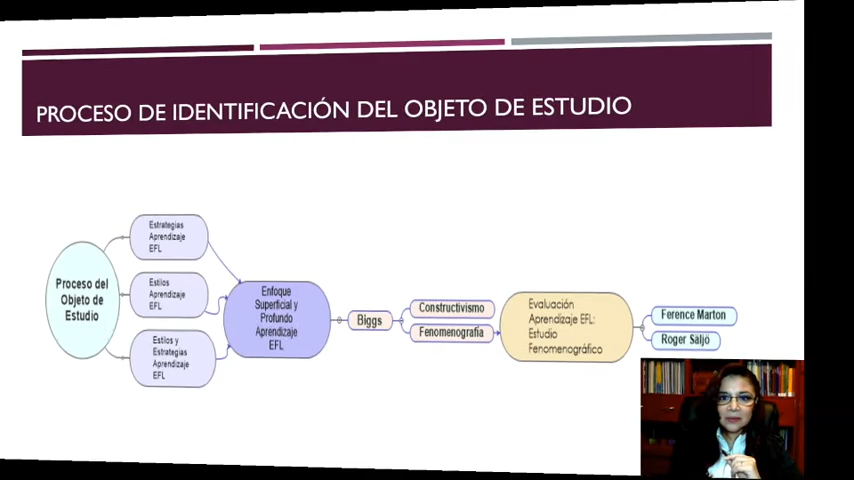 PROCESO DE IDENTIFICACIÓN DEL OBJETO DE ESTUDIO
Proceso del
Objeto de
Estudio
Estrategias
Aprendizaje
EFL
Estilos
Aprendizaje
EFL
Estilos y
Estrategias
Aprendizaje
EFL
Enfoque
Superficial y
Profundo
Aprendizaje
EFL
Biggs
Constructivismo
Fenomenografía
Evaluación
Aprendizaje EFL:
Estudio
Fenomenográfico
Ference Marton
Roger Saljö